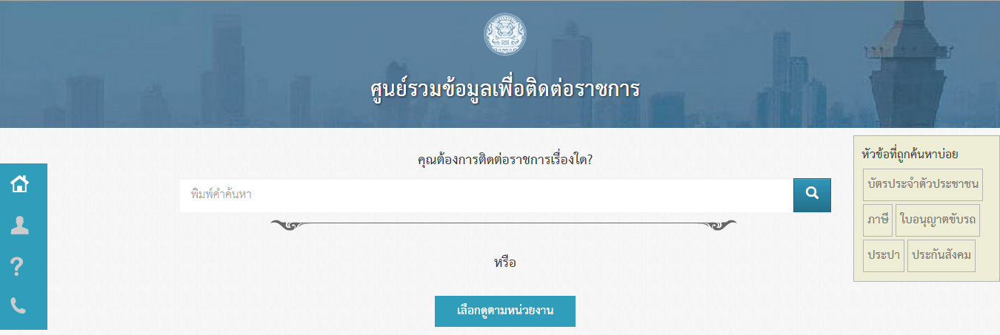 ศูนย์รวมข้อมูลเพื่อติดต่อราชการ
คุณต้องการติดต่อราชการเรื่องใด?
พิมพ์คำค้นหา
หรือ
เลือกดูตามหน่วยงาน
หัวข้อที่ถูกค้นหาบ่อย
บัตรประจำตัวประชาชน
ภาษี ใบอนุญาตขับรถ
ประปา ประกันสังคม